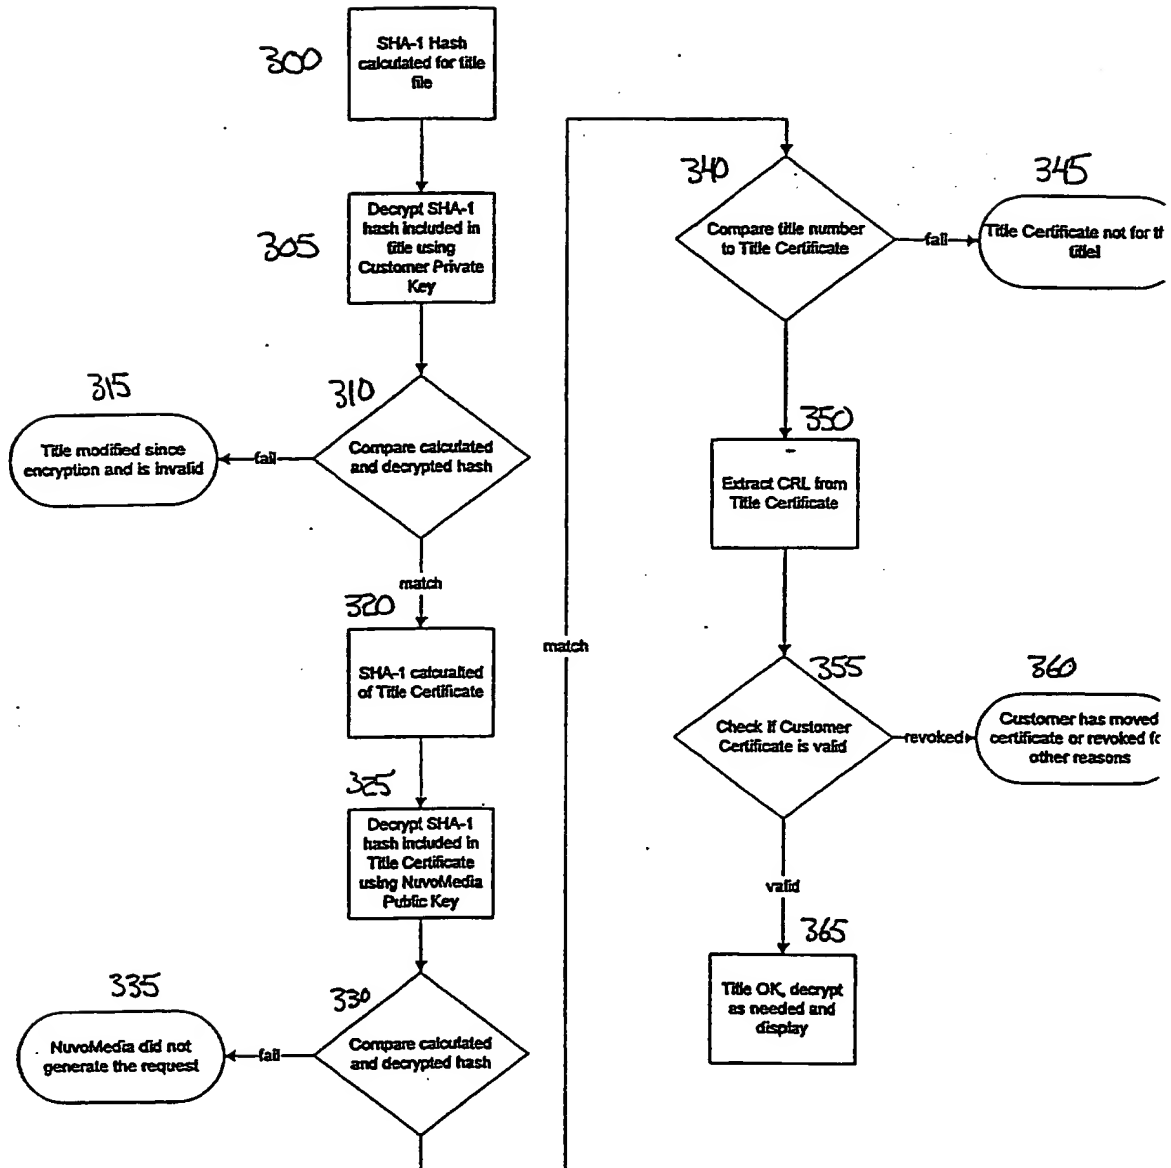 300
SHA-1 Hash
calculated for title
file
305
Decrypt SHA-1
hash included in
title using
Customer Private
Key
310
Compare calculated
and decrypted hash
fail
315
Title modified since
encryption and is invalid
match
320
SHA-1 calculated
of Title Certificate
325
Decrypt SHA-1
hash included in
Title Certificate
using NuvoMedia
Public Key
330
Compare calculated
and decrypted hash
fail
335
NuvoMedia did not
generate the request
match
340
Compare title number
to Title Certificate
fail
345
Title Certificate not for th
title!
350
Extract CRL from
Title Certificate
355
Check if Customer
Certificate is valid
revoked
360
Customer has moved
certificate or revoked fo
other reasons
valid
365
Title OK, decrypt
as needed and
display